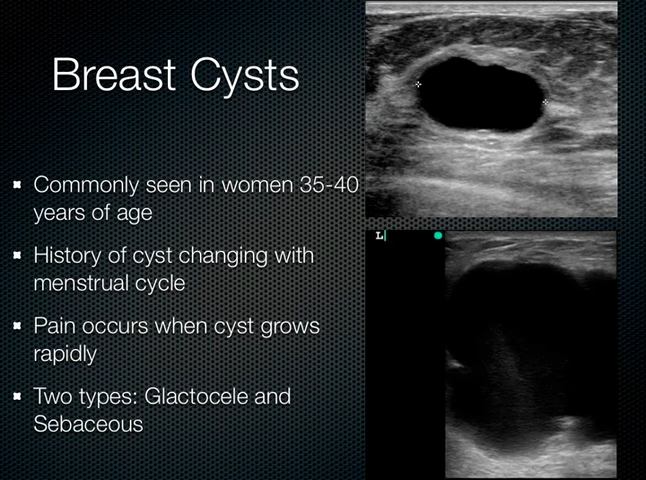 Breast Cysts
Commonly seen in women 35-40
years of age
History of cyst changing with
menstrual cycle
Pain occurs when cyst grows
rapidly
Two types: Glactocele and
Sebaceous
L